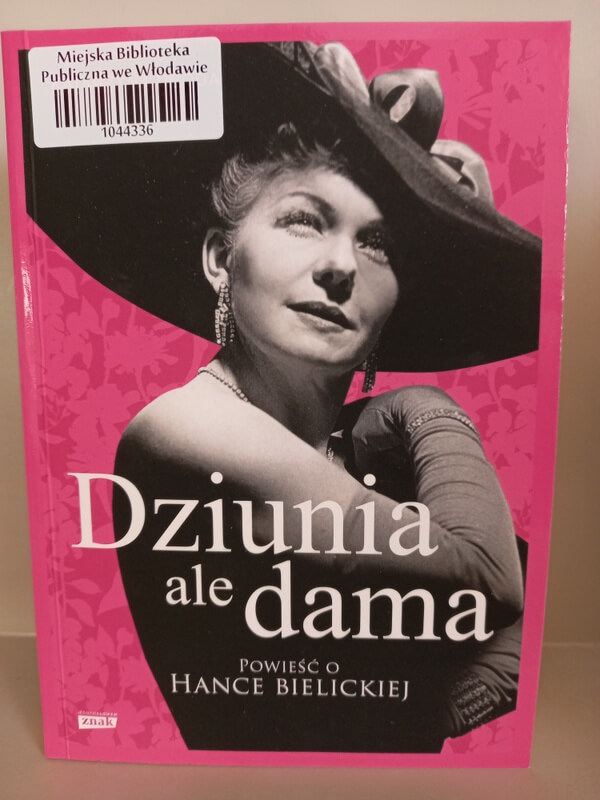 Miejska Biblioteka
Publiczna we Włodawie
1044336
Dziunia
ale dama
Powieść o
Hance Bielickiej
znak